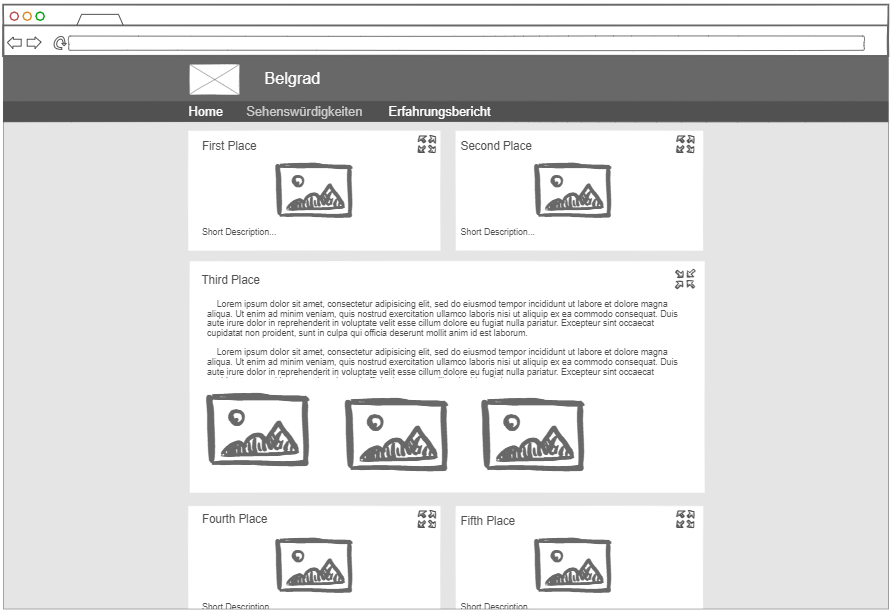 Belgrad
Home Sehenswürdigkeiten Erfahrungsbericht
First Place
Short Description...
Second Place
Short Description...
Third Place
Lorem ipsum dolor sit amet, consectetur adipisicing elit, sed do eiusmod tempor incididunt ut labore et dolore magna
aliqua. Ut enim ad minim veniam, quis nostrud exercitation ullamco laboris nisi ut aliquip ex ea commodo consequat. Duis
aute irure dolor in reprehenderit in voluptate velit esse cillum dolore eu fugiat nulla pariatur. Excepteur sint occaecat
cupidatat non proident, sunt in culpa qui officia deserunt mollit anim id est laborum.
Lorem ipsum dolor sit amet, consectetur adipisicing elit, sed do eiusmod tempor incididunt ut labore et dolore magna
aliqua. Ut enim ad minim veniam, quis nostrud exercitation ullamco laboris nisi ut aliquip ex ea commodo consequat. Duis
aute irure dolor in reprehenderit in voluptate velit esse cillum dolore eu fugiat nulla pariatur. Excepteur sint occaecat
Fourth Place
Short Description
Fifth Place
Short Description